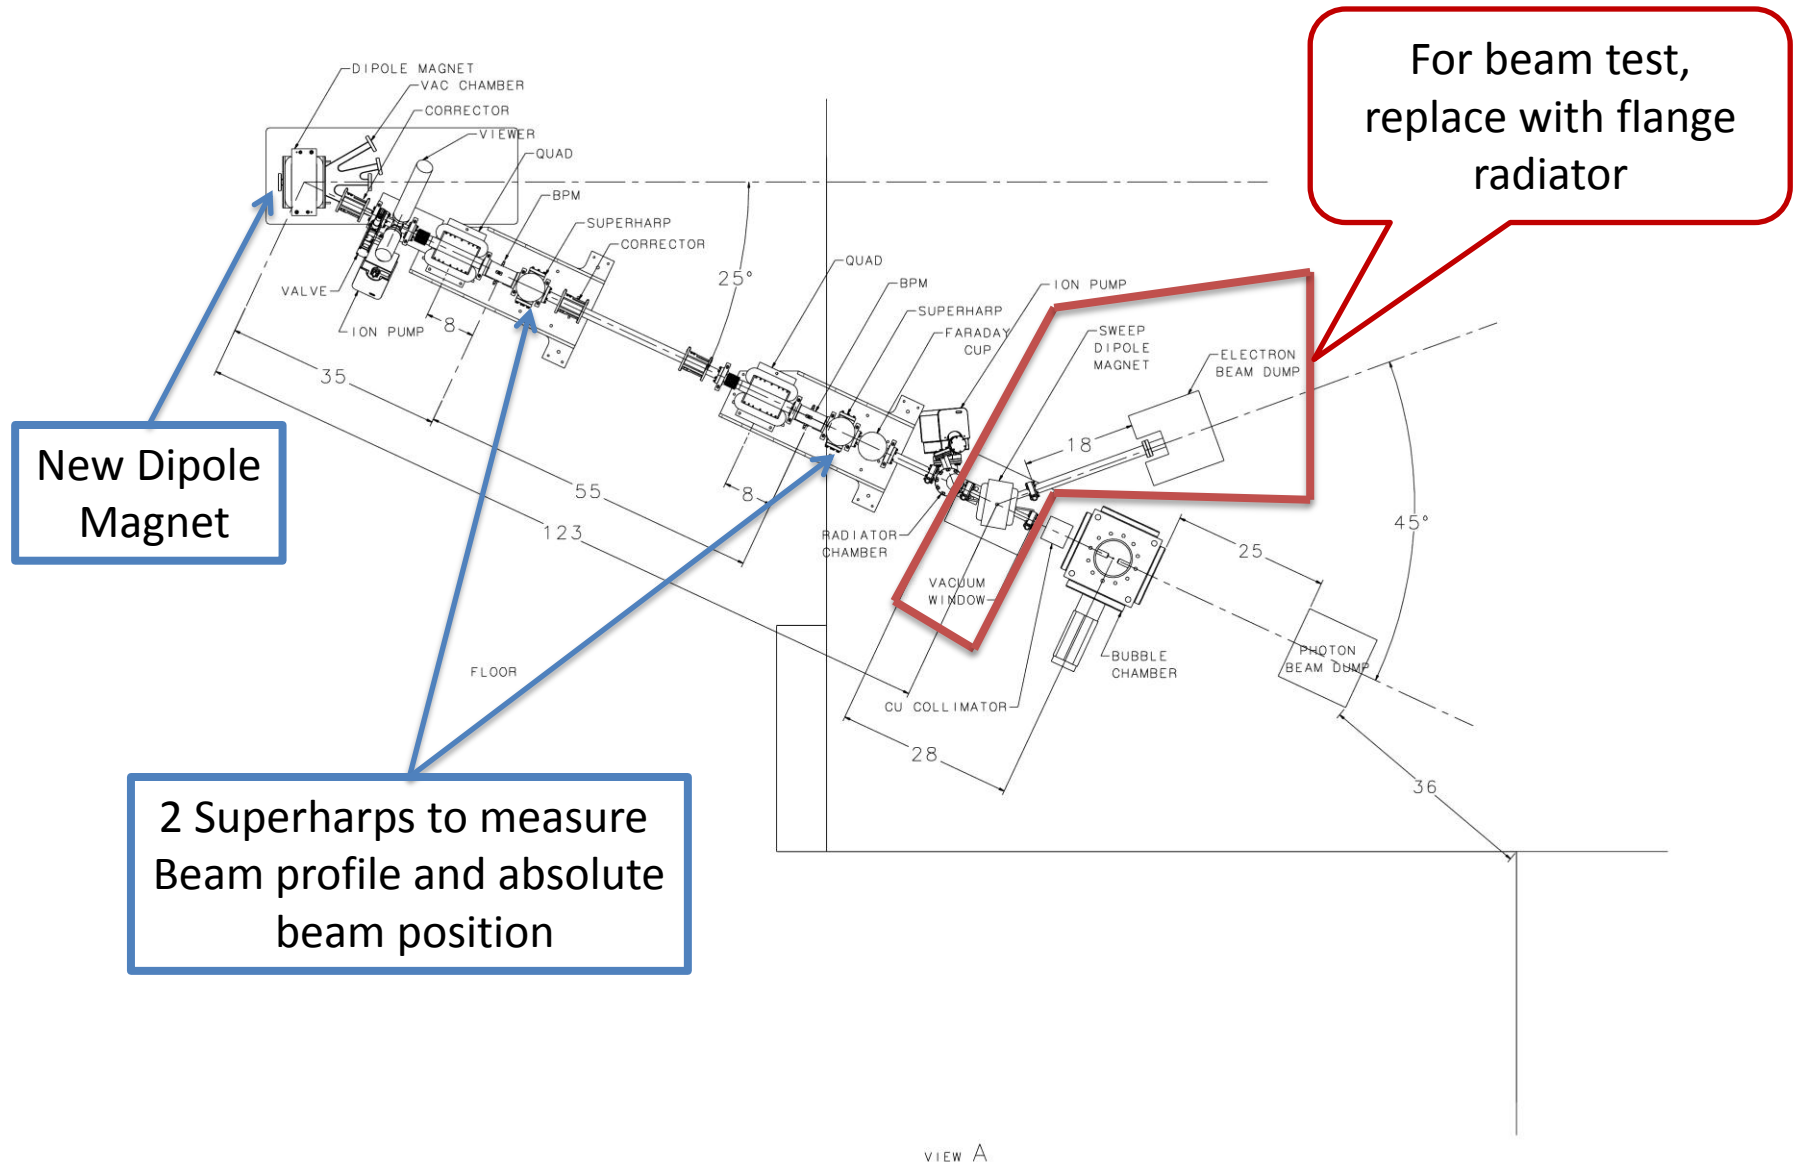 For beam test,
replace with flange
radiator
DIPOLE MAGNET
VAC CHAMBER
CORRECTOR
VIEWER
QUAD
BPM
SUPERHARP
CORRECTOR
25°
VALVE
ION PUMP
8
35
QUAD
BPM
ION PUMP
SUPERHARP
FARADAY
CUP
SWEEP
DIPOLE
MAGNET
ELECTRON
BEAM DUMP
18
45°
New Dipole
Magnet
55
8
123
RADIATOR
CHAMBER
25
VACUUM
WINDOW
BUBBLE
CHAMBER
PHOTON
BEAM DUMP
FLOOR
CU COLLIMATOR
28
36
2 Superharps to measure
Beam profile and absolute
beam position
VIEW A